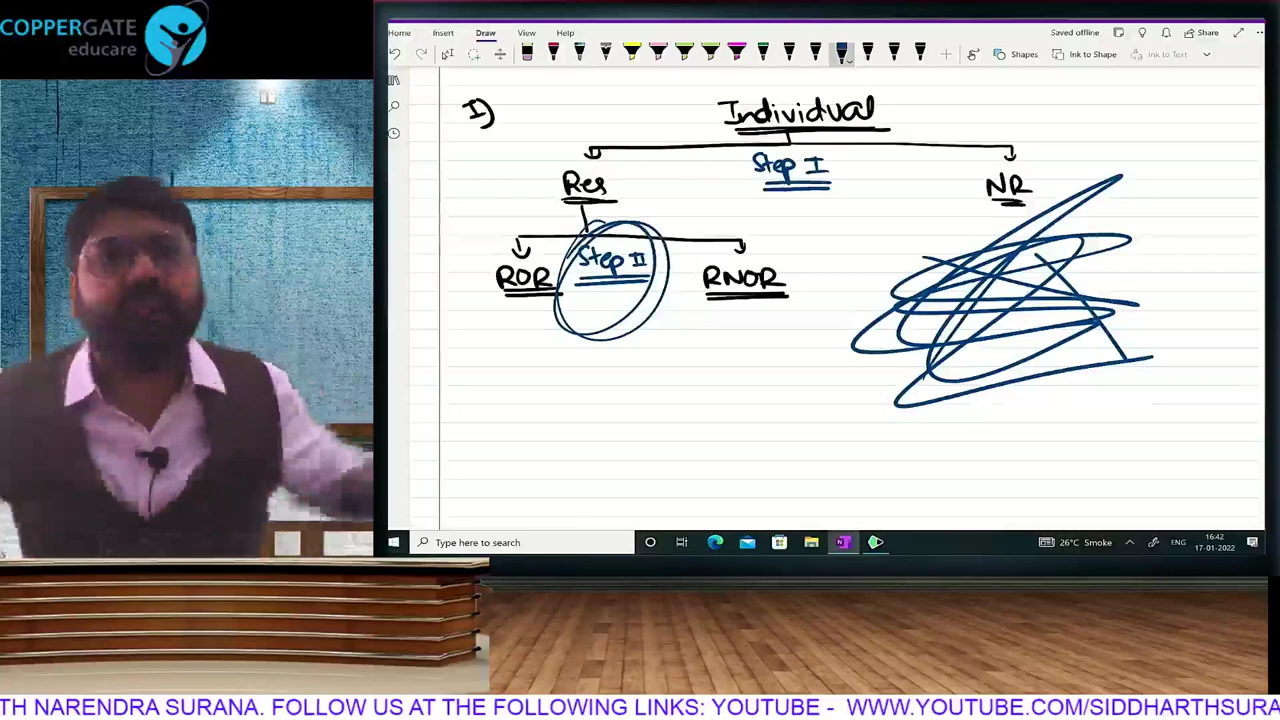 COPPERGATE
educare
Home Insert Draw View Help
Saved offline
Share
Shapes
Ink to Shape
Ink to Text
I)
Individual
Step I
Res
NR
Step II
ROR
RNOR
Type here to search
26°C Smoke
ENG
16:42
17-01-2022
TH NARENDRA SURANA. FOLLOW US AT THE FOLLOWING LINKS: YOUTUBE - WWW.YOUTUBE.COM/SIDDHARTHSURA